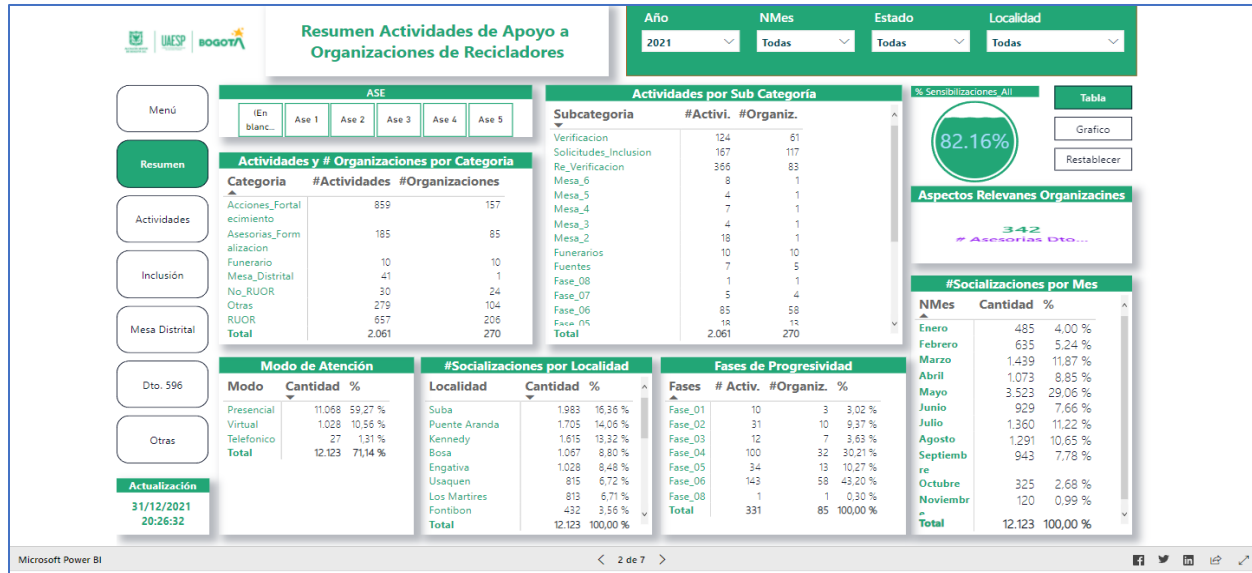 UAESP
BOGOTÁ
Resumen Actividades de Apoyo a
Organizaciones de Recicladores
Año NMes Estado Localidad
2021 Todas Todas Todas
Menú
Resumen
Actividades
Inclusión
Mesa Distrital
Dto. 596
Otras
Actualización
31/12/2021
20:26:32
ASE
(En
blanc... Ase 1 Ase 2 Ase 3 Ase 4 Ase 5
Actividades y # Organizaciones por Categoria
Categoria #Actividades #Organizaciones
Acciones_Fortal 859 157
ecimiento
Asesorias_Form 185 85
alizacion
Funerario 10 10
Mesa_Distrital 41 1
No_RUOR 30 24
Otras 279 104
RUOR 657 206
Total 2.061 270
Actividades por Sub Categoría
Subcategoria #Activi. #Organiz.
Verificacion 124 61
Solicitudes_Inclusion 167 117
Re_Verificacion 366 83
Mesa_6 8 1
Mesa_5 4 1
Mesa_4 7 1
Mesa_3 4 1
Mesa_2 18 1
Funerarios 10 10
Fuentes 7 5
Fase_08 1 1
Fase_07 5 4
Fase_06 85 58
Fase_05 18 13
Total 2.061 270
% Sensibilizaciones_All
82.16%
Tabla
Grafico
Restablecer
Aspectos Relevanes Organizacines
342
# Asesorias Dto...
Modo de Atención
Modo Cantidad %
Presencial 11.068 59,27 %
Virtual 1.028 10,56 %
Telefonico 27 1,31 %
Total 12.123 71,14 %
#Socializaciones por Localidad
Localidad Cantidad %
Suba 1.983 16,36 %
Puente Aranda 1.705 14,06 %
Kennedy 1.615 13,32 %
Bosa 1.067 8,80 %
Engativa 1.028 8,48 %
Usaquen 815 6,72 %
Los Martires 813 6,71 %
Fontibon 432 3,56 %
Total 12.123 100,00 %
Fases de Progresividad
Fases # Activ. #Organiz. %
Fase_01 10 3 3,02 %
Fase_02 31 10 9,37 %
Fase_03 12 7 3,63 %
Fase_04 100 32 30,21 %
Fase_05 34 13 10,27 %
Fase_06 143 58 43,20 %
Fase_08 1 1 0,30 %
Total 331 85 100,00 %
#Socializaciones por Mes
NMes Cantidad %
Enero 485 4,00 %
Febrero 635 5,24 %
Marzo 1.439 11,87 %
Abril 1.073 8,85 %
Mayo 3.523 29,06 %
Junio 929 7,66 %
Julio 1.360 11,22 %
Agosto 1.291 10,65 %
Septiemb 943 7,78 %
re
Octubre 325 2,68 %
Noviembr 120 0,99 %
e
Total 12.123 100,00 %
Microsoft Power BI
2 de 7